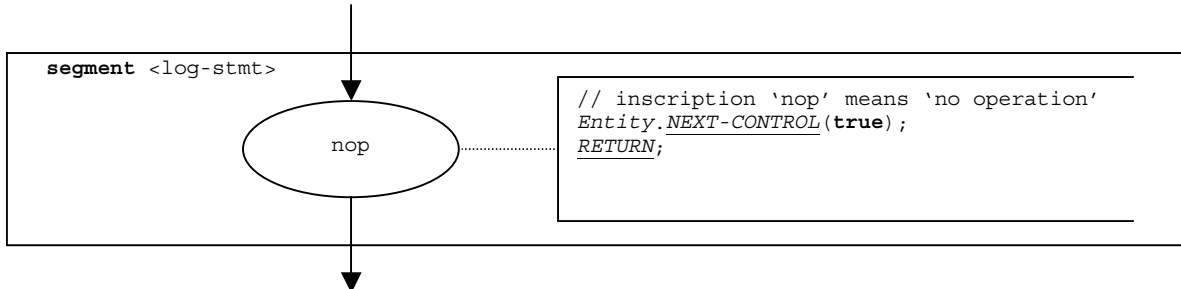 segment <log-stmt>
// inscription ‘nop’ means ‘no operation’
Entity.NEXT-CONTROL(true);
RETURN;
nop